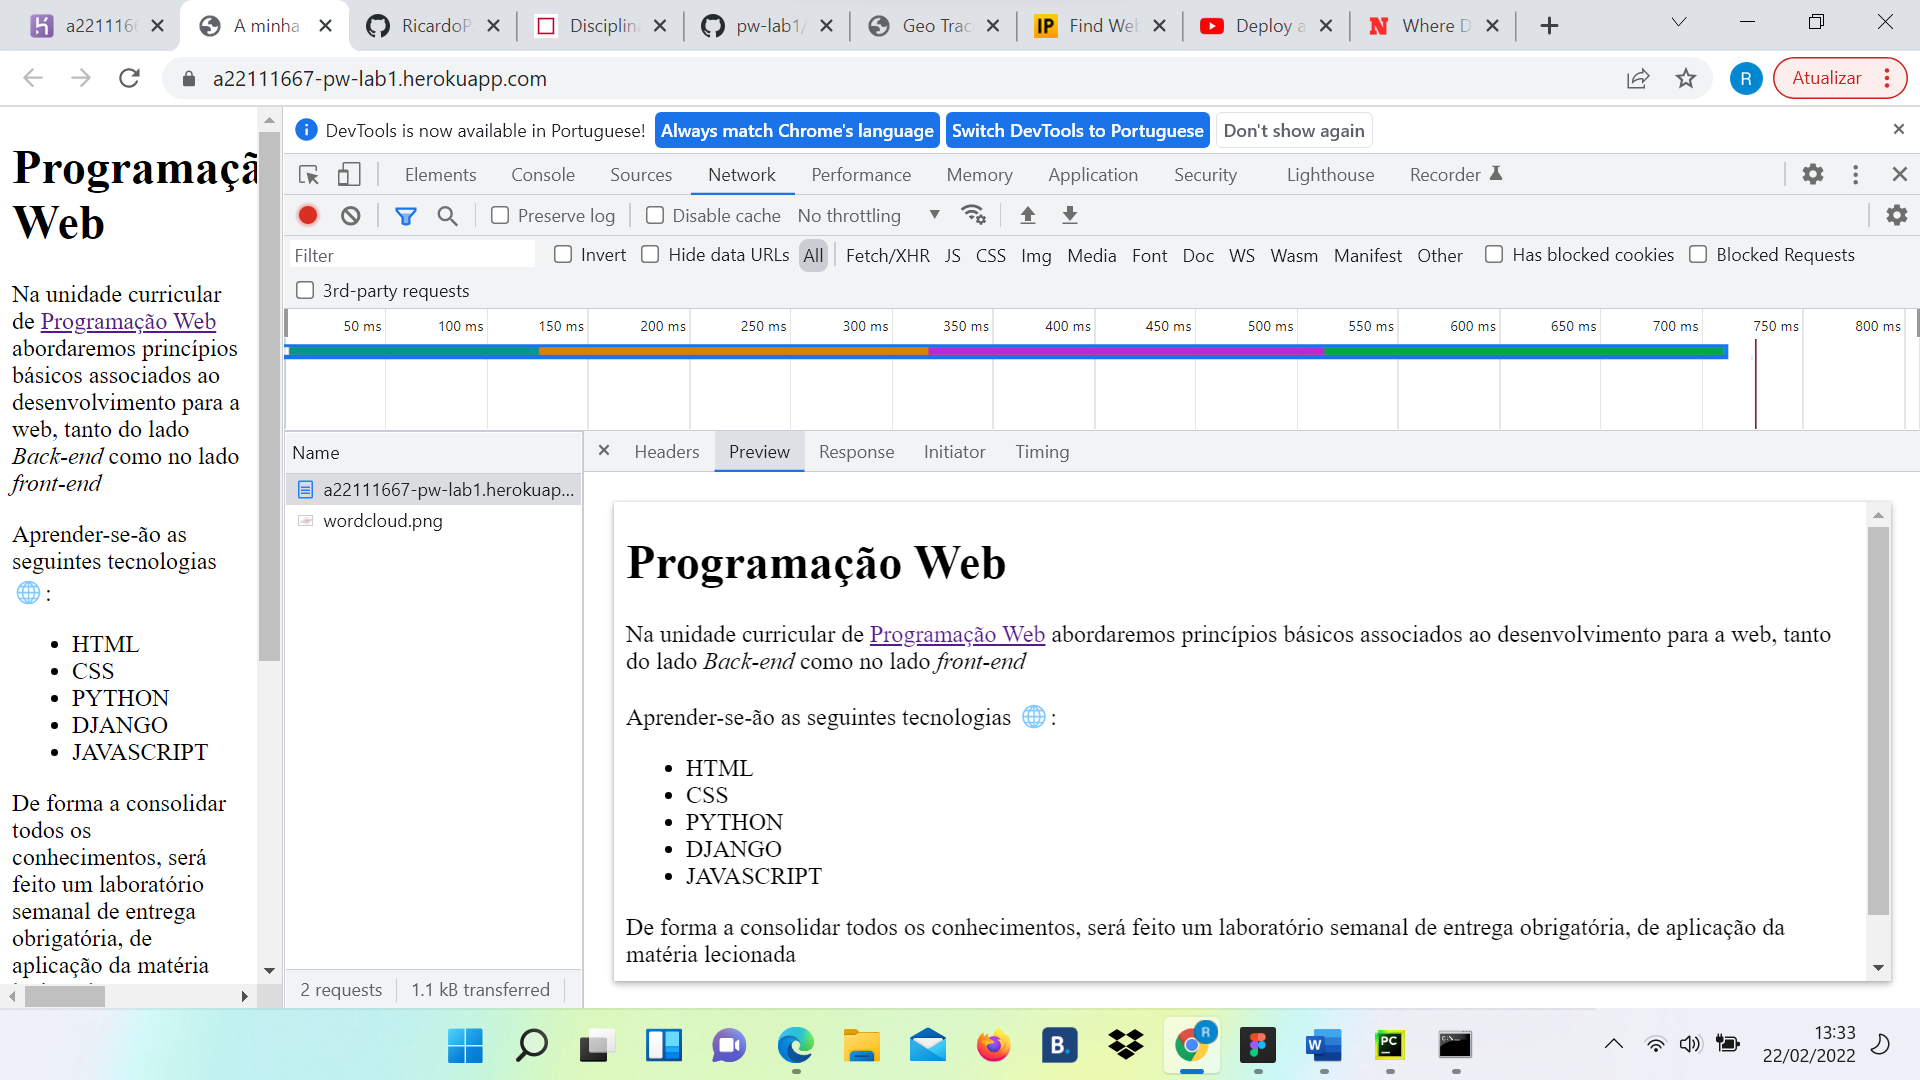 a2211166
A minha
RicardoP
Disciplina
pw-lab1/
Geo Trac
IP
Find Web
Deploy a
Where D
a22111667-pw-lab1.herokuapp.com
R
Atualizar
DevTools is now available in Portuguese!
Always match Chrome's language
Switch DevTools to Portuguese
Don't show again
Elements
Console
Sources
Network
Performance
Memory
Application
Security
Lighthouse
Recorder
Preserve log
Disable cache
No throttling
Filter
Invert
Hide data URLs
All
Fetch/XHR
JS
CSS
Img
Media
Font
Doc
WS
Wasm
Manifest
Other
Has blocked cookies
Blocked Requests
3rd-party requests
50 ms
100 ms
150 ms
200 ms
250 ms
300 ms
350 ms
400 ms
450 ms
500 ms
550 ms
600 ms
650 ms
700 ms
750 ms
800 ms
Programaçã
Web
Na unidade curricular
de Programação Web
abordaremos princípios
básicos associados ao
desenvolvimento para a
web, tanto do lado
Back-end como no lado
front-end
Aprender-se-ão as
seguintes tecnologias
🌐 :
• HTML
• CSS
• PYTHON
• DJANGO
• JAVASCRIPT
De forma a consolidar
todos os
conhecimentos, será
feito um laboratório
semanal de entrega
obrigatória, de
aplicação da matéria
Name
a22111667-pw-lab1.herokuap...
wordcloud.png
2 requests
1.1 kB transferred
Headers
Preview
Response
Initiator
Timing
Programação Web
Na unidade curricular de Programação Web abordaremos princípios básicos associados ao desenvolvimento para a web, tanto
do lado Back-end como no lado front-end
Aprender-se-ão as seguintes tecnologias 🌐 :
• HTML
• CSS
• PYTHON
• DJANGO
• JAVASCRIPT
De forma a consolidar todos os conhecimentos, será feito um laboratório semanal de entrega obrigatória, de aplicação da
matéria lecionada
B.
R
W
PC
13:33
22/02/2022